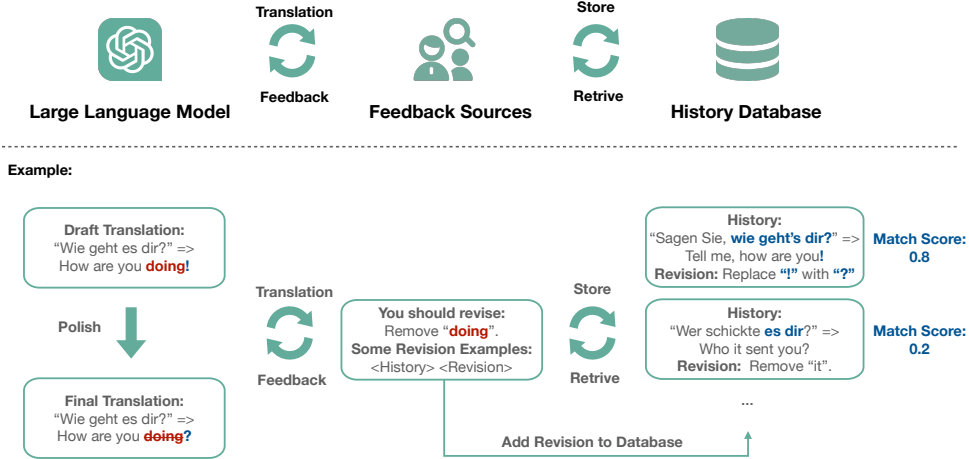 Translation
Feedback
Store
Retrive
Large Language Model
Feedback Sources
History Database
Example:
Draft Translation:
“Wie geht es dir?” =>
How are you doing!
Polish
Final Translation:
“Wie geht es dir?” =>
How are you doing?
Translation
Feedback
You should revise:
Remove “doing”.
Some Revision Examples:
<History> <Revision>
Store
Retrive
History:
“Sagen Sie, wie geht’s dir?” =>
Tell me, how are you!
Revision: Replace “!” with “?”
Match Score:
0.8
History:
“Wer schickte es dir?” =>
Who it sent you?
Revision: Remove “it”.
Match Score:
0.2
...
Add Revision to Database